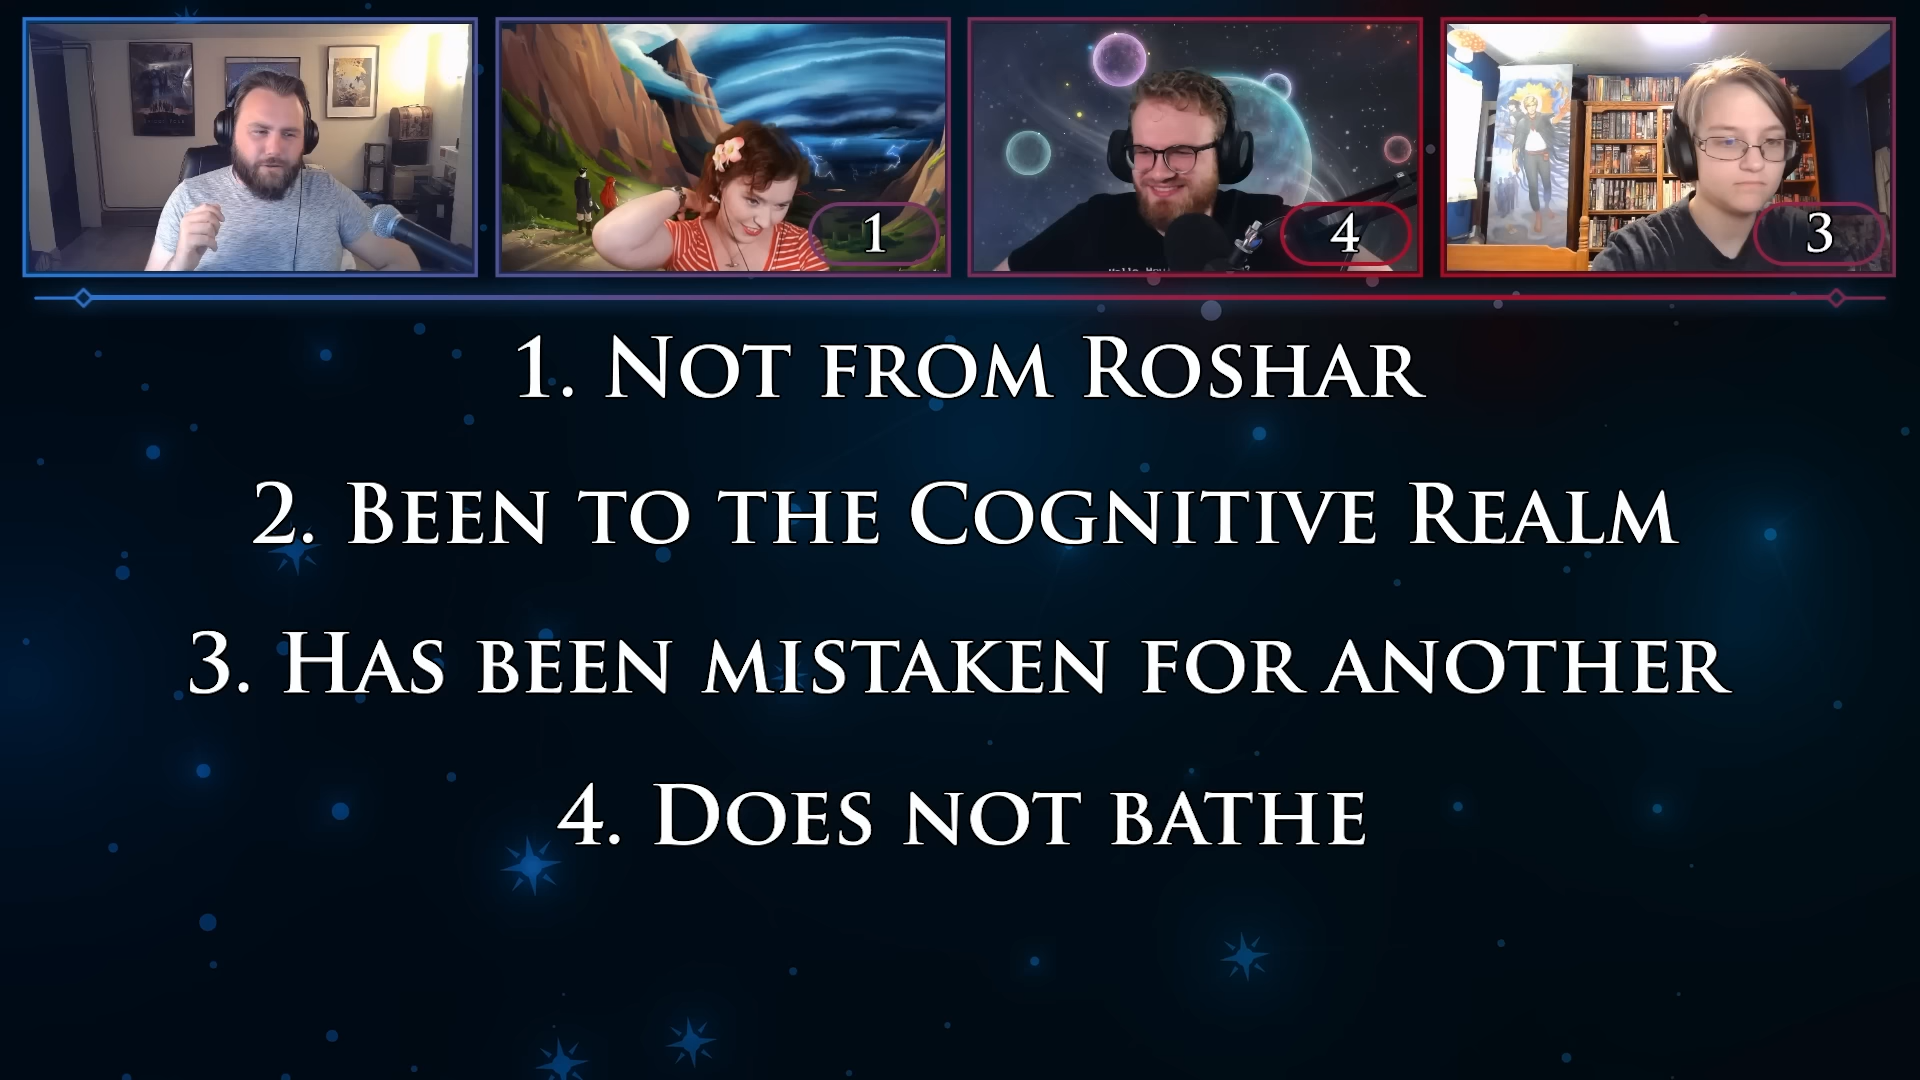 1
4
3
1. Not from Roshar
2. Been to the Cognitive Realm
3. Has been mistaken for another
4. Does not bathe